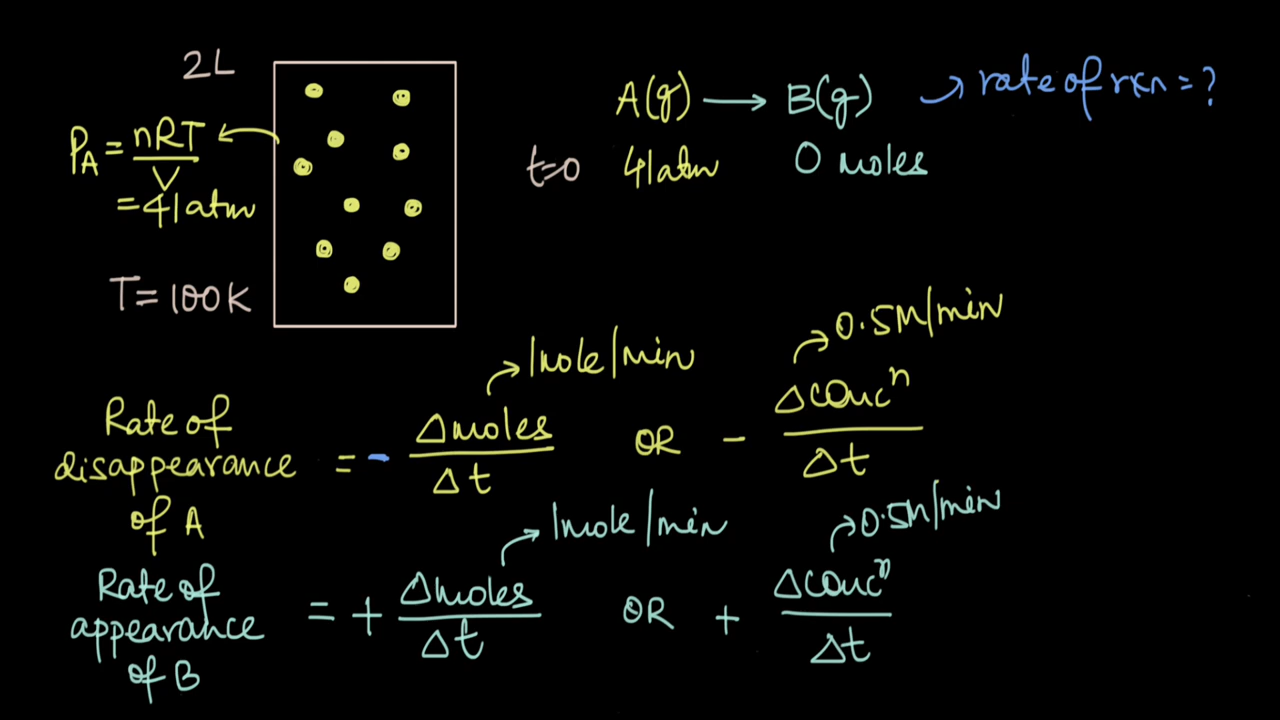 2L
P_A = nRT / V
= 41atm
T = 100K
A(g) → B(g) → rate of rxn = ?
t=0 41atm 0 moles
Rate of disappearance of A = - Δmoles / Δt → 1mole/min OR - Δconcⁿ / Δt → 0.5M/min
Rate of appearance of B = + Δmoles / Δt → 1mole/min OR + Δconcⁿ / Δt → 0.5M/min